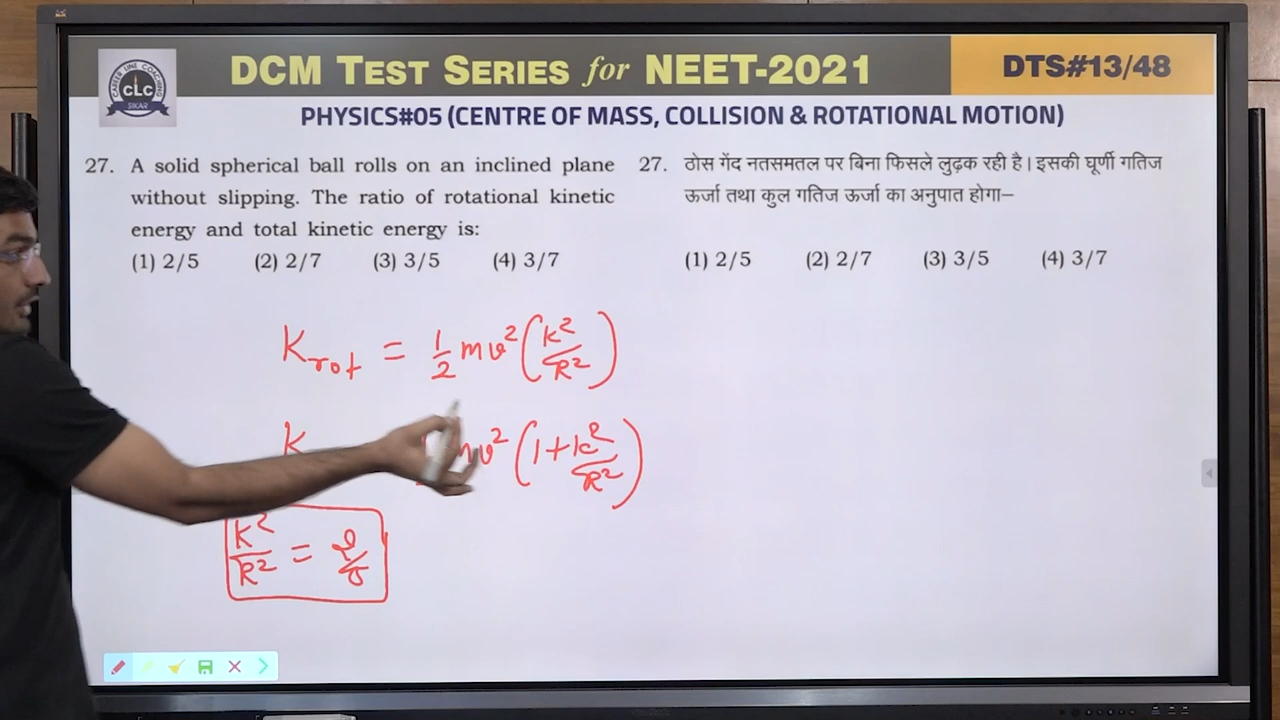 CAREER LINE COACHING
CLC
SIKAR
DCM TEST SERIES for NEET-2021
DTS#13/48
PHYSICS#05 (CENTRE OF MASS, COLLISION & ROTATIONAL MOTION)
27. A solid spherical ball rolls on an inclined plane
without slipping. The ratio of rotational kinetic
energy and total kinetic energy is:
(1) 2/5 (2) 2/7 (3) 3/5 (4) 3/7
27. ठोस गेंद नतसमतल पर बिना फिसले लुढ़क रही है। इसकी घूर्णी गतिज
ऊर्जा तथा कुल गतिज ऊर्जा का अनुपात होगा–
(1) 2/5 (2) 2/7 (3) 3/5 (4) 3/7
K_rot = 1/2 mv² (K²/R²)
K mv² (1+K²/R²)
K²/R² = 2/5